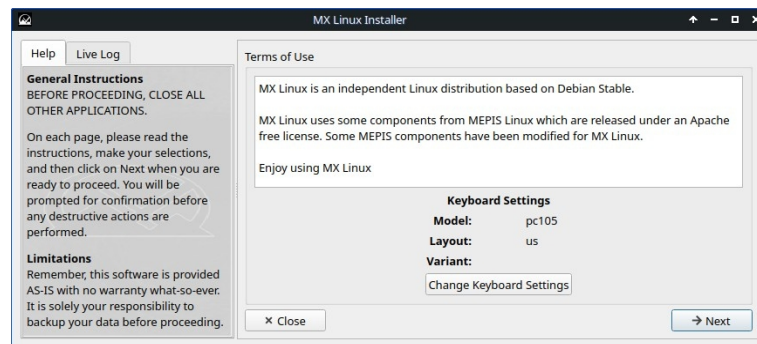 MX Linux Installer
Help
Live Log
General Instructions
BEFORE PROCEEDING, CLOSE ALL
OTHER APPLICATIONS.
On each page, please read the
instructions, make your selections,
and then click on Next when you are
ready to proceed. You will be
prompted for confirmation before
any destructive actions are
performed.
Limitations
Remember, this software is provided
AS-IS with no warranty what-so-ever.
It is solely your responsibility to
backup your data before proceeding.
Terms of Use
MX Linux is an independent Linux distribution based on Debian Stable.
MX Linux uses some components from MEPIS Linux which are released under an Apache
free license. Some MEPIS components have been modified for MX Linux.
Enjoy using MX Linux
Keyboard Settings
Model: pc105
Layout: us
Variant:
Change Keyboard Settings
Close
Next